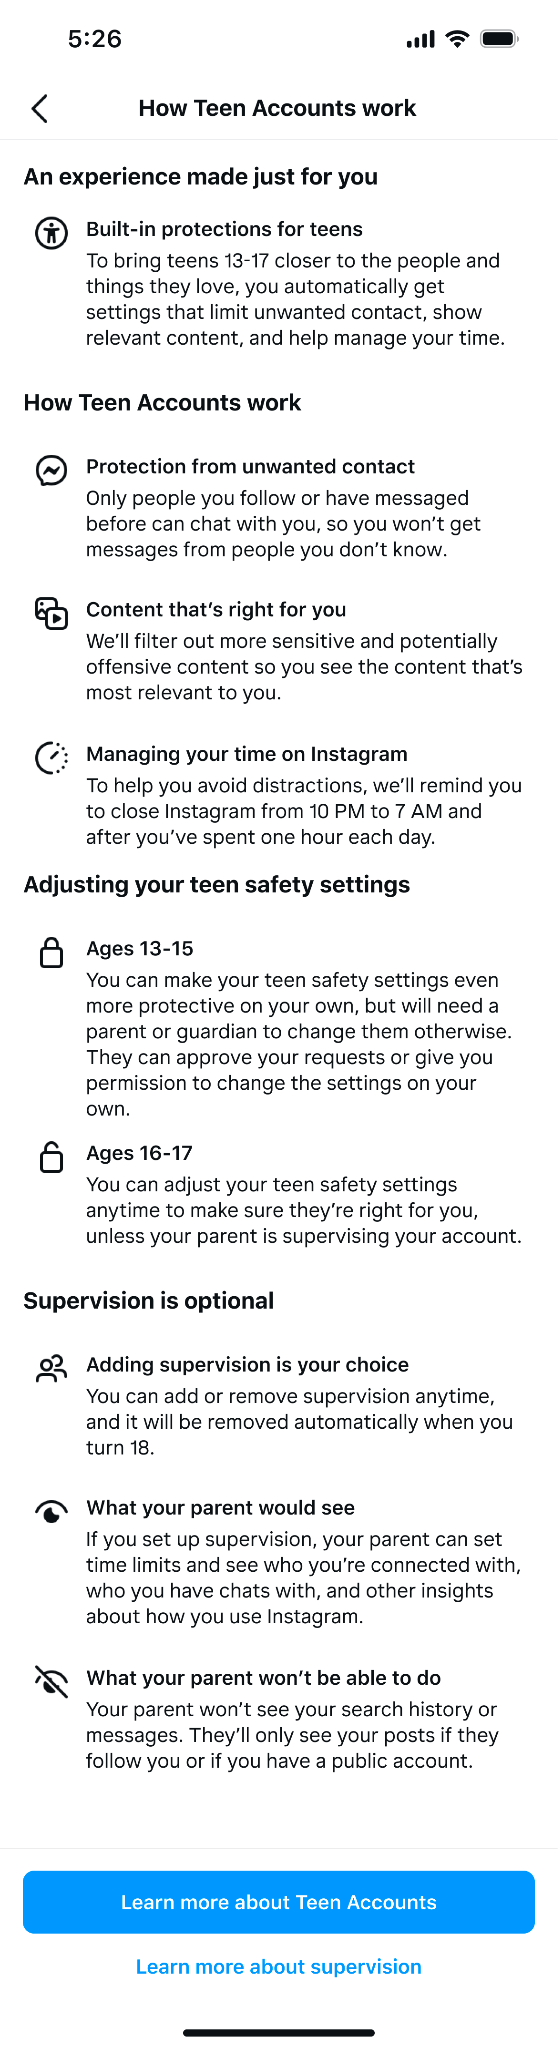 5:26
How Teen Accounts work
An experience made just for you
Built-in protections for teens
To bring teens 13-17 closer to the people and
things they love, you automatically get
settings that limit unwanted contact, show
relevant content, and help manage your time.
How Teen Accounts work
Protection from unwanted contact
Only people you follow or have messaged
before can chat with you, so you won’t get
messages from people you don’t know.
Content that’s right for you
We’ll filter out more sensitive and potentially
offensive content so you see the content that’s
most relevant to you.
Managing your time on Instagram
To help you avoid distractions, we’ll remind you
to close Instagram from 10 PM to 7 AM and
after you’ve spent one hour each day.
Adjusting your teen safety settings
Ages 13-15
You can make your teen safety settings even
more protective on your own, but will need a
parent or guardian to change them otherwise.
They can approve your requests or give you
permission to change the settings on your
own.
Ages 16-17
You can adjust your teen safety settings
anytime to make sure they’re right for you,
unless your parent is supervising your account.
Supervision is optional
Adding supervision is your choice
You can add or remove supervision anytime,
and it will be removed automatically when you
turn 18.
What your parent would see
If you set up supervision, your parent can set
time limits and see who you’re connected with,
who you have chats with, and other insights
about how you use Instagram.
What your parent won’t be able to do
Your parent won’t see your search history or
messages. They’ll only see your posts if they
follow you or if you have a public account.
Learn more about Teen Accounts
Learn more about supervision